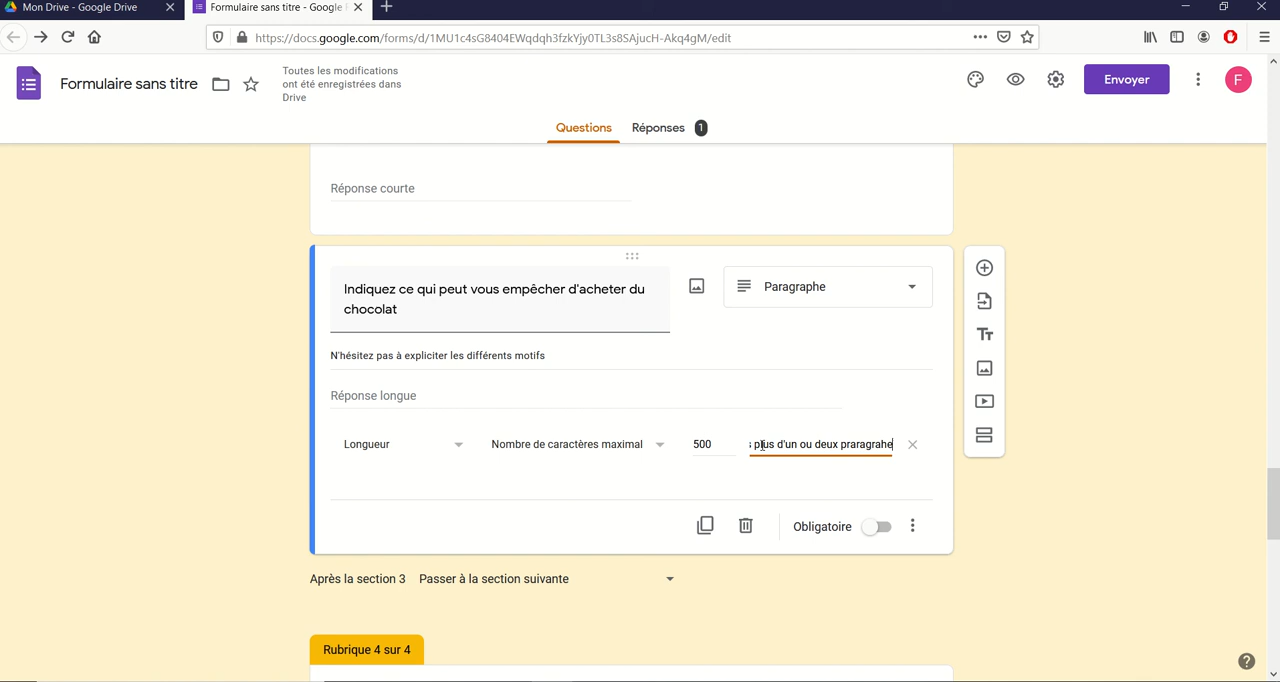 Mon Drive - Google Drive
Formulaire sans titre - Google
https://docs.google.com/forms/d/1MU1c4sG8404EWqdqh3fzkYjy0TL3s8SAjucH-Akq4gM/edit
Formulaire sans titre
Toutes les modifications
ont été enregistrées dans
Drive
Envoyer
F
Questions
Réponses 1
Réponse courte
Indiquez ce qui peut vous empêcher d'acheter du
chocolat
Paragraphe
N'hésitez pas à expliciter les différents motifs
Réponse longue
Longueur
Nombre de caractères maximal
500
plus d'un ou deux praragrahe
Obligatoire
Après la section 3
Passer à la section suivante
Rubrique 4 sur 4